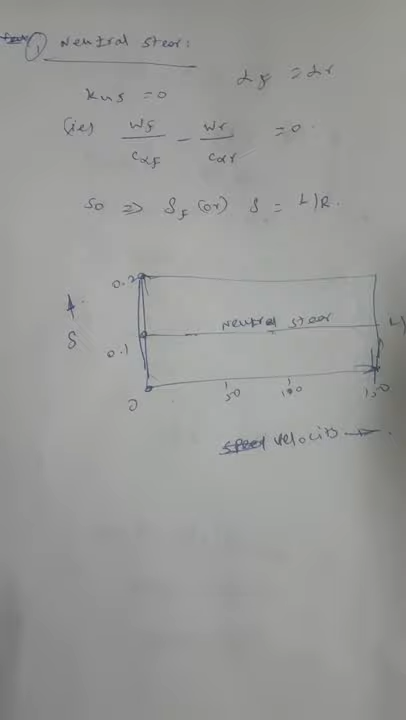 1) Neutral steer:
αf = αr
Kus = 0
(ie) Wf/Cαf - Wr/Cαr = 0.
so ⇒ δf (or) δ = L/R.
0.2
↑
δ
Neutral steer L/
0.1
0 50 100 150
velocity →